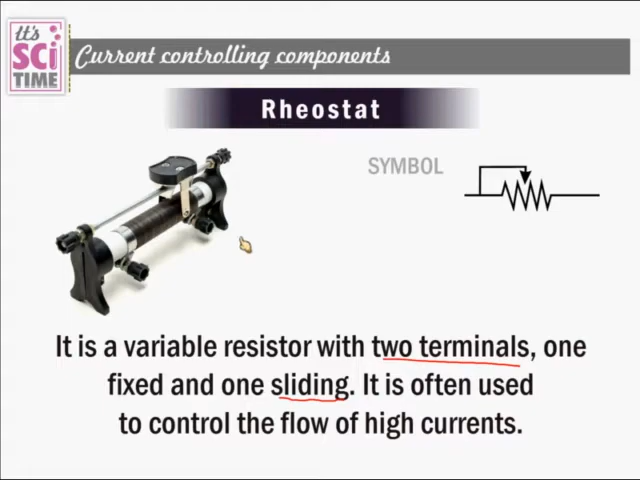 It's
SCI
TIME
Current controlling components
Rheostat
SYMBOL
It is a variable resistor with two terminals, one
fixed and one sliding. It is often used
to control the flow of high currents.